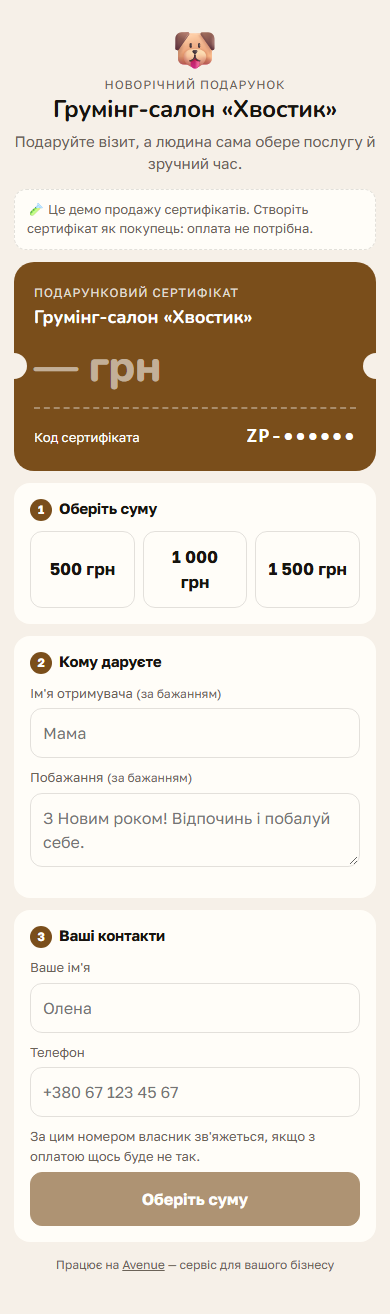 НОВОРІЧНИЙ ПОДАРУНОК
Грумінг-салон «Хвостик»
Подаруйте візит, а людина сама обере послугу й
зручний час.
Це демо продажу сертифікатів. Створіть
сертифікат як покупець: оплата не потрібна.
ПОДАРУНКОВИЙ СЕРТИФІКАТ
Грумінг-салон «Хвостик»
— грн
Код сертифіката ZP-••••••
1 Оберіть суму
500 грн
1 000
грн
1 500 грн
2 Кому даруєте
Ім'я отримувача (за бажанням)
Мама
Побажання (за бажанням)
З Новим роком! Відпочинь і побалуй
себе.
3 Ваші контакти
Ваше ім'я
Олена
Телефон
+380 67 123 45 67
За цим номером власник зв'яжеться, якщо з
оплатою щось буде не так.
Оберіть суму
Працює на Avenue — сервіс для вашого бізнесу